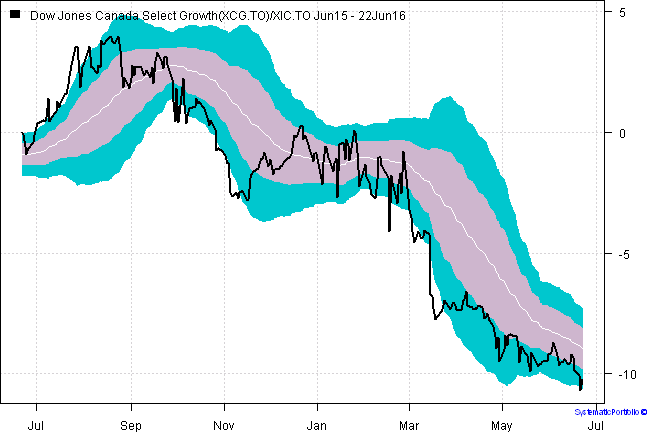 Dow Jones Canada Select Growth(XCG.TO)/XIC.TO Jun15 - 22Jun16
5
0
-5
-10
Jul Sep Nov Jan Mar May Jul
SystematicPortfolio ©